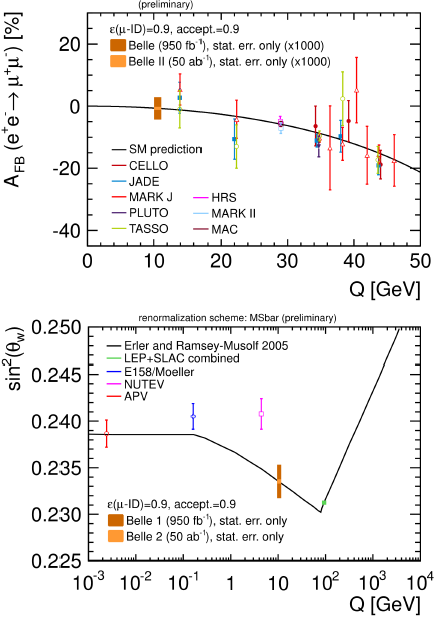 (preliminary)
ε(μ-ID)=0.9, accept.=0.9
Belle (950 fb⁻¹), stat. err. only (x1000)
Belle II (50 ab⁻¹), stat. err. only (x1000)
A_FB (e⁺e⁻→ μ⁺μ⁻) [%]
20
0
-20
-40
SM prediction
CELLO
JADE
MARK J
PLUTO
TASSO
HRS
MARK II
MAC
0 10 20 30 40 50
Q [GeV]
renormalization scheme: MSbar (preliminary)
sin²(θ_w)
0.250
0.245
0.240
0.235
0.230
0.225
Erler and Ramsey-Musolf 2005
LEP+SLAC combined
E158/Moeller
NUTEV
APV
ε(μ-ID)=0.9, accept.=0.9
Belle 1 (950 fb⁻¹), stat. err. only
Belle 2 (50 ab⁻¹), stat. err. only
10⁻³ 10⁻² 10⁻¹ 1 10 10² 10³ 10⁴
Q [GeV]